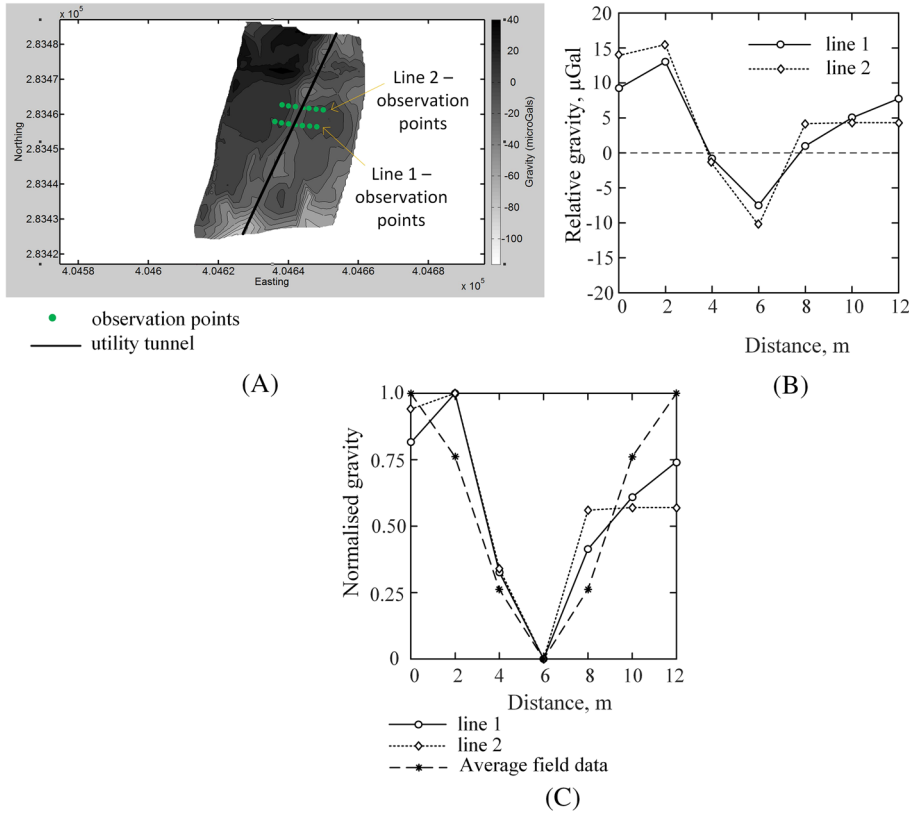 x 10⁵
2.8348
2.8347
2.8346
2.8345
2.8344
2.8343
2.8342
Northing
4.0458 4.046 4.0462 4.0464 4.0466 4.0468
Easting
x 10⁵
40
20
0
-20
-40
-60
-80
-100
Gravity (microGals)
Line 2 –
observation
points
Line 1 –
observation
points
observation points
utility tunnel
(A)
20
15
10
5
0
-5
-10
-15
-20
Relative gravity, µGal
line 1
line 2
0 2 4 6 8 10 12
Distance, m
(B)
1.0
0.75
0.50
0.25
0
Normalised gravity
0 2 4 6 8 10 12
Distance, m
line 1
line 2
Average field data
(C)